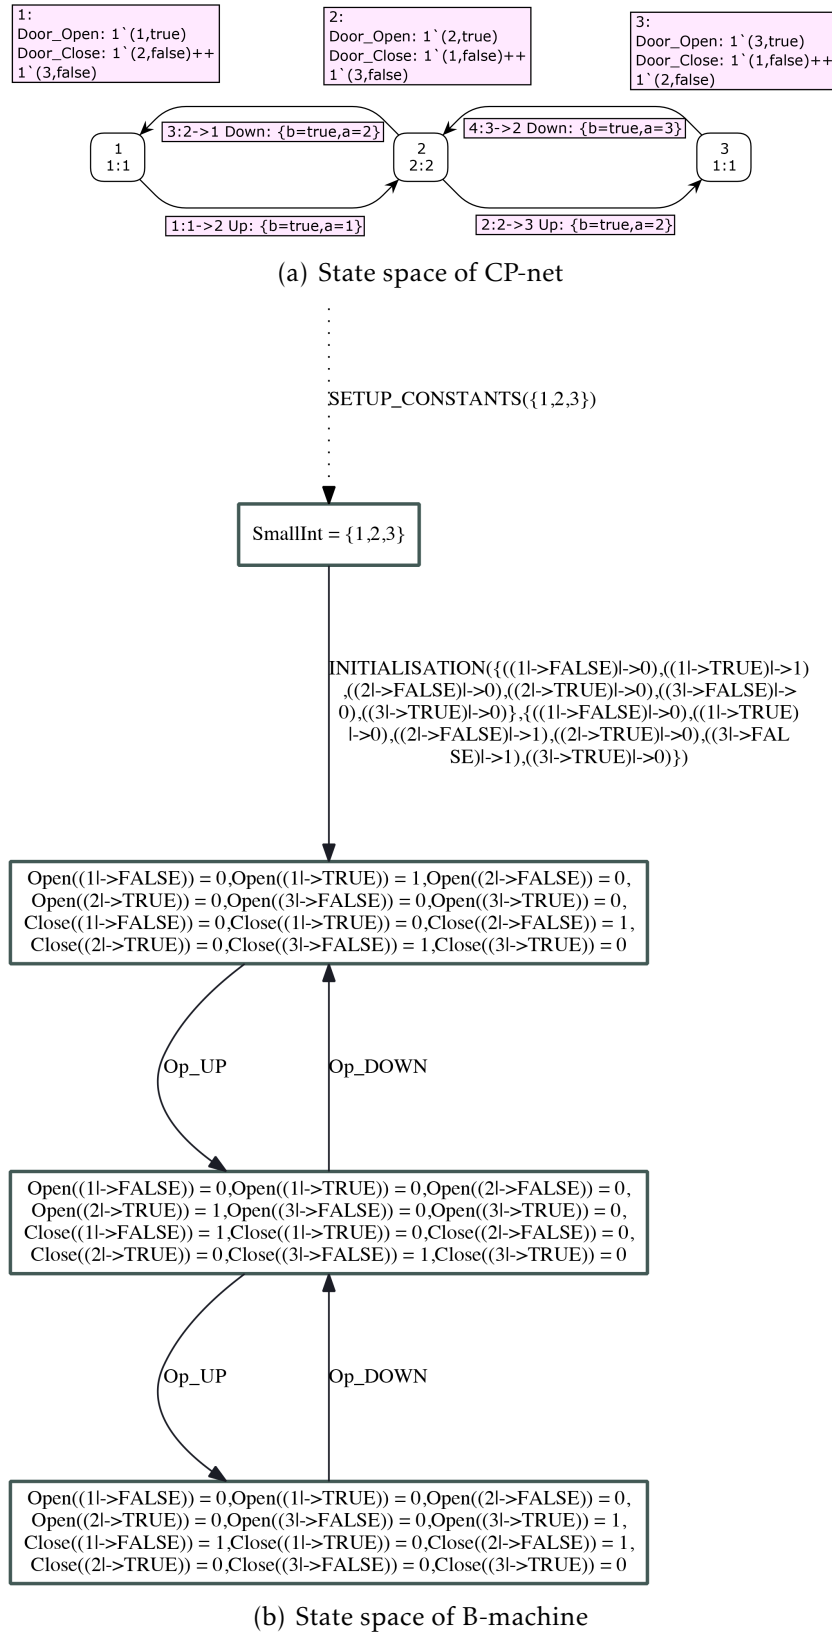 1:
Door_Open: 1`(1,true)
Door_Close: 1`(2,false)++
1`(3,false)
2:
Door_Open: 1`(2,true)
Door_Close: 1`(1,false)++
1`(3,false)
3:
Door_Open: 1`(3,true)
Door_Close: 1`(1,false)++
1`(2,false)
3:2->1 Down: {b=true,a=2}
4:3->2 Down: {b=true,a=3}
1
1:1
2
2:2
3
1:1
1:1->2 Up: {b=true,a=1}
2:2->3 Up: {b=true,a=2}
(a) State space of CP-net
SETUP_CONSTANTS({1,2,3})
SmallInt = {1,2,3}
INITIALISATION({((1|->FALSE)|->0),((1|->TRUE)|->1)
,((2|->FALSE)|->0),((2|->TRUE)|->0),((3|->FALSE)|->
0),((3|->TRUE)|->0)},{((1|->FALSE)|->0),((1|->TRUE)
|->0),((2|->FALSE)|->1),((2|->TRUE)|->0),((3|->FAL
SE)|->1),((3|->TRUE)|->0)})
Open((1|->FALSE)) = 0,Open((1|->TRUE)) = 1,Open((2|->FALSE)) = 0,
Open((2|->TRUE)) = 0,Open((3|->FALSE)) = 0,Open((3|->TRUE)) = 0,
Close((1|->FALSE)) = 0,Close((1|->TRUE)) = 0,Close((2|->FALSE)) = 1,
Close((2|->TRUE)) = 0,Close((3|->FALSE)) = 1,Close((3|->TRUE)) = 0
Op_UP
Op_DOWN
Open((1|->FALSE)) = 0,Open((1|->TRUE)) = 0,Open((2|->FALSE)) = 0,
Open((2|->TRUE)) = 1,Open((3|->FALSE)) = 0,Open((3|->TRUE)) = 0,
Close((1|->FALSE)) = 1,Close((1|->TRUE)) = 0,Close((2|->FALSE)) = 0,
Close((2|->TRUE)) = 0,Close((3|->FALSE)) = 1,Close((3|->TRUE)) = 0
Op_UP
Op_DOWN
Open((1|->FALSE)) = 0,Open((1|->TRUE)) = 0,Open((2|->FALSE)) = 0,
Open((2|->TRUE)) = 0,Open((3|->FALSE)) = 0,Open((3|->TRUE)) = 1,
Close((1|->FALSE)) = 1,Close((1|->TRUE)) = 0,Close((2|->FALSE)) = 1,
Close((2|->TRUE)) = 0,Close((3|->FALSE)) = 0,Close((3|->TRUE)) = 0
(b) State space of B-machine